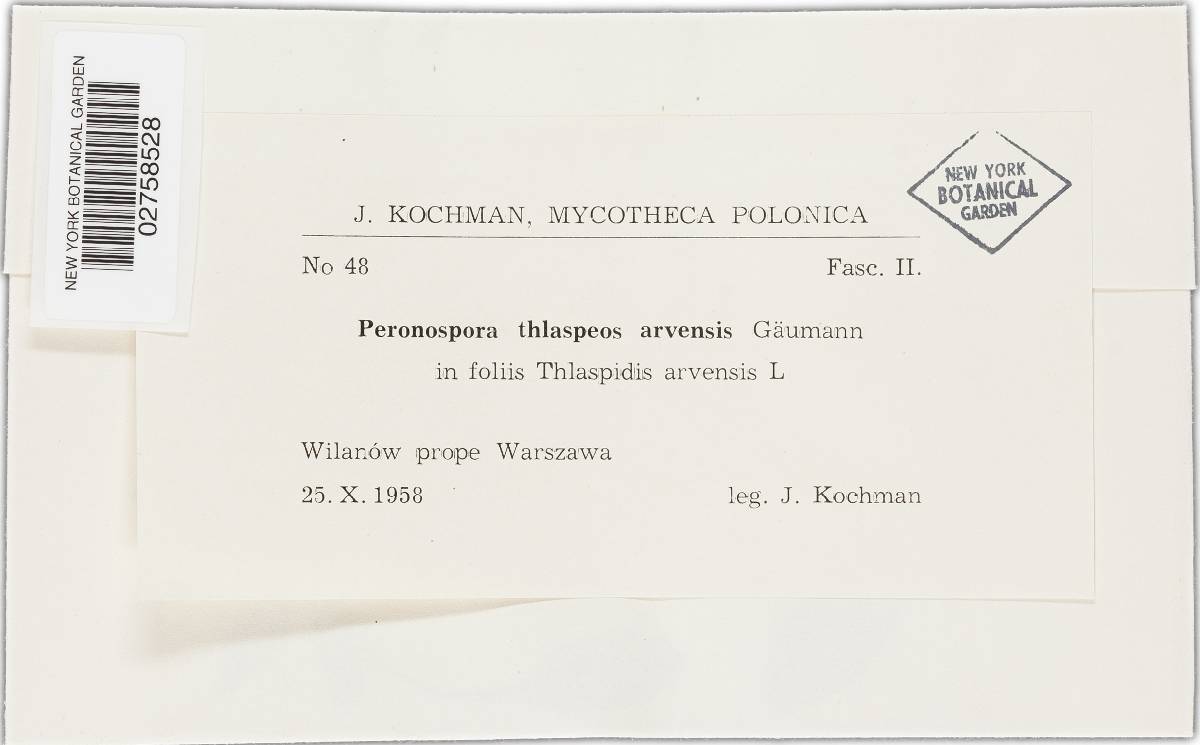 NEW YORK BOTANICAL GARDEN
02758528
NEW YORK
BOTANICAL
GARDEN
J. KOCHMAN, MYCOTHECA POLONICA
No 48 Fasc. II.
Peronospora thlaspeos arvensis Gäumann
in foliis Thlaspidis arvensis L
Wilanów prope Warszawa
25. X. 1958 leg. J. Kochman